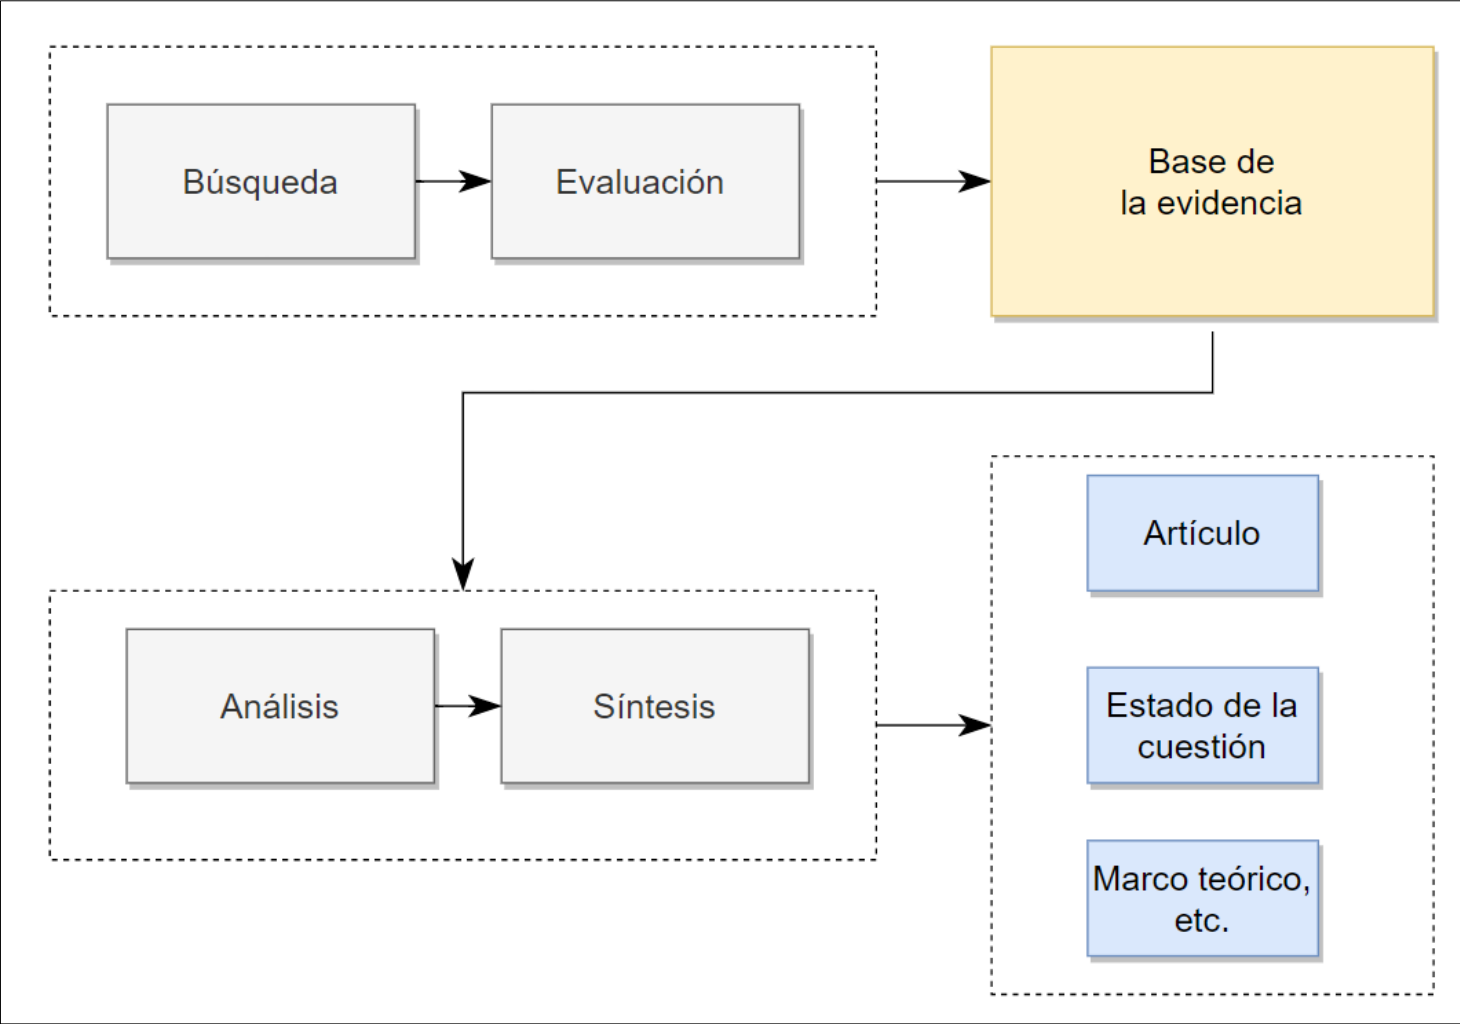 Búsqueda
Evaluación
Base de
la evidencia
Análisis
Síntesis
Artículo
Estado de la
cuestión
Marco teórico,
etc.